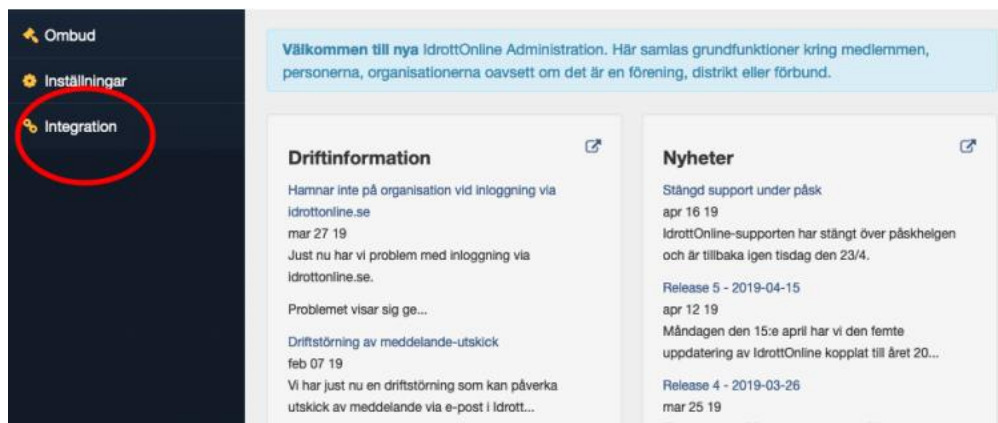 Ombud
Inställningar
Integration
Välkommen till nya IdrottOnline Administration. Här samlas grundfunktioner kring medlemmen,
personerna, organisationerna oavsett om det är en förening, distrikt eller förbund.
Driftinformation
Hamnar inte på organisation vid inloggning via
idrottonline.se
mar 27 19
Just nu har vi problem med inloggning via
idrottonline.se.
Problemet visar sig ge...
Driftstörning av meddelande-utskick
feb 07 19
Vi har just nu en driftstörning som kan påverka
utskick av meddelande via e-post i Idrott...
Nyheter
Stängd support under påsk
apr 16 19
IdrottOnline-supporten har stängt över påskhelgen
och är tillbaka igen tisdag den 23/4.
Release 5 - 2019-04-15
apr 12 19
Måndagen den 15:e april har vi den femte
uppdatering av IdrottOnline kopplat till året 20...
Release 4 - 2019-03-26
mar 25 19